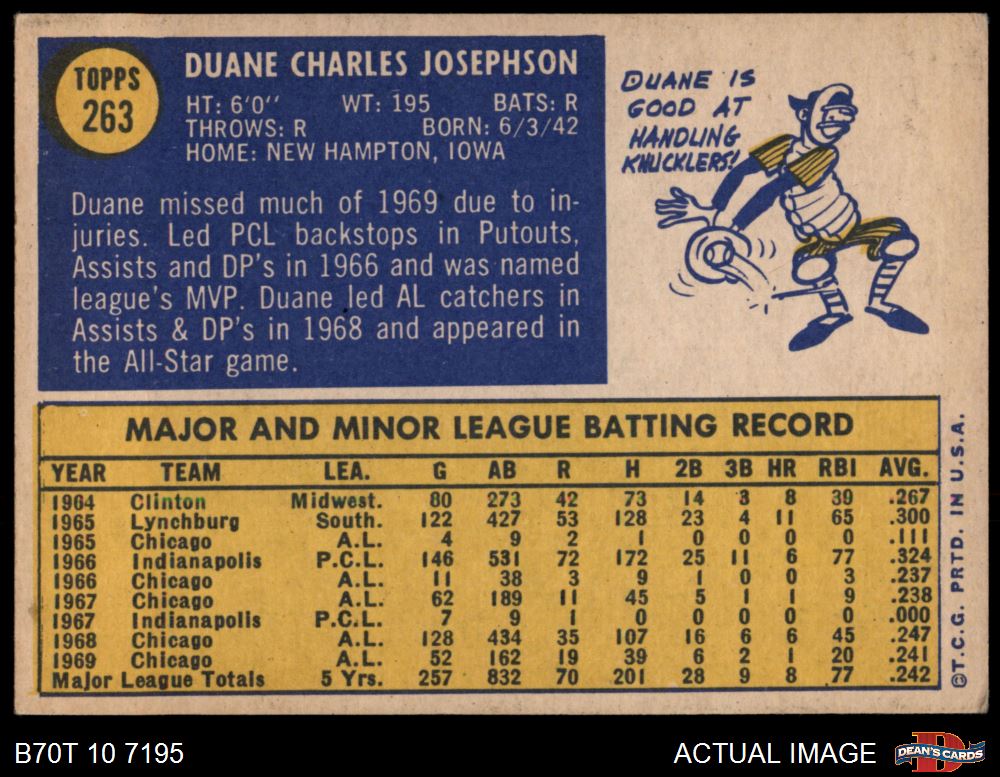 TOPPS
263
DUANE CHARLES JOSEPHSON
HT: 6'0" WT: 195 BATS: R
THROWS: R BORN: 6/3/42
HOME: NEW HAMPTON, IOWA
Duane missed much of 1969 due to in-
juries. Led PCL backstops in Putouts,
Assists and DP's in 1966 and was named
league's MVP. Duane led AL catchers in
Assists & DP's in 1968 and appeared in
the All-Star game.
DUANE IS
GOOD AT
HANDLING
KNUCKLERS!
MAJOR AND MINOR LEAGUE BATTING RECORD
YEAR TEAM LEA. G AB R H 2B 3B HR RBI AVG.
1964 Clinton Midwest. 80 273 42 73 14 3 8 39 .267
1965 Lynchburg South. 122 427 53 128 23 4 11 65 .300
1965 Chicago A.L. 4 9 2 1 0 0 0 0 .111
1966 Indianapolis P.C.L. 146 531 72 172 25 11 6 77 .324
1966 Chicago A.L. 11 38 3 9 1 0 0 3 .237
1967 Chicago A.L. 62 189 11 45 5 1 1 9 .238
1967 Indianapolis P.C.L. 7 9 1 0 0 0 0 0 .000
1968 Chicago A.L. 128 434 35 107 16 6 6 45 .247
1969 Chicago A.L. 52 162 19 39 6 2 1 20 .241
Major League Totals 5 Yrs. 257 832 70 201 28 9 8 77 .242
©T.C.G. PRTD. IN U.S.A.
B70T 10 7195
ACTUAL IMAGE
D
DEAN'S CARDS